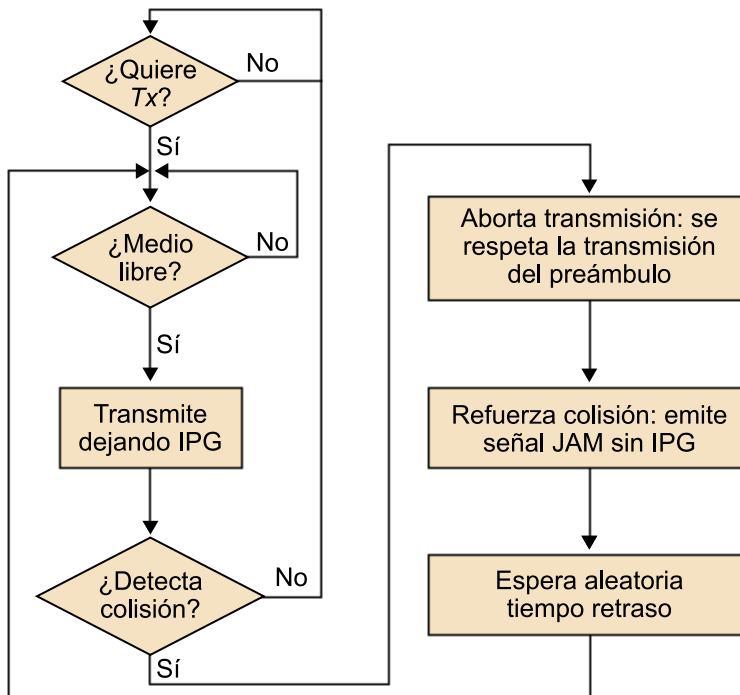 ¿Quiere
Tx?
No
Sí
¿Medio
libre?
No
Sí
Transmite
dejando IPG
¿Detecta
colisión?
No
Sí
Aborta transmisión: se
respeta la transmisión
del preámbulo
Refuerza colisión: emite
señal JAM sin IPG
Espera aleatoria
tiempo retraso